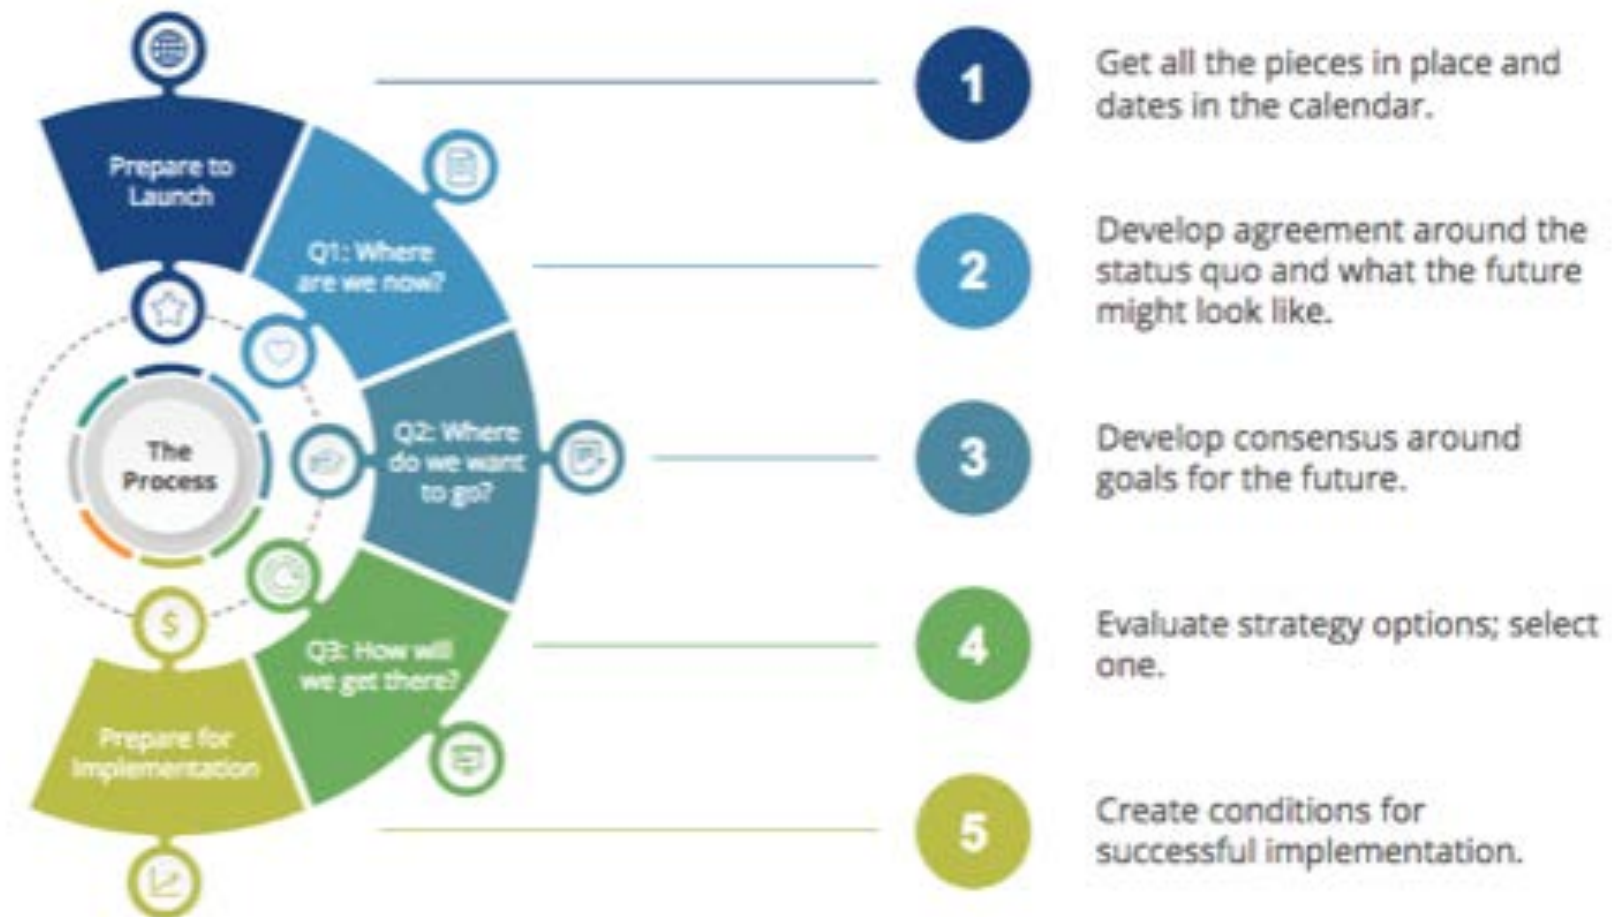 Prepare to
Launch
Q1: Where
are we now?
Q2: Where
do we want
to go?
Q3: How will
we get there?
Prepare for
Implementation
The
Process
$
1
Get all the pieces in place and
dates in the calendar.
2
Develop agreement around the
status quo and what the future
might look like.
3
Develop consensus around
goals for the future.
4
Evaluate strategy options; select
one.
5
Create conditions for
successful implementation.